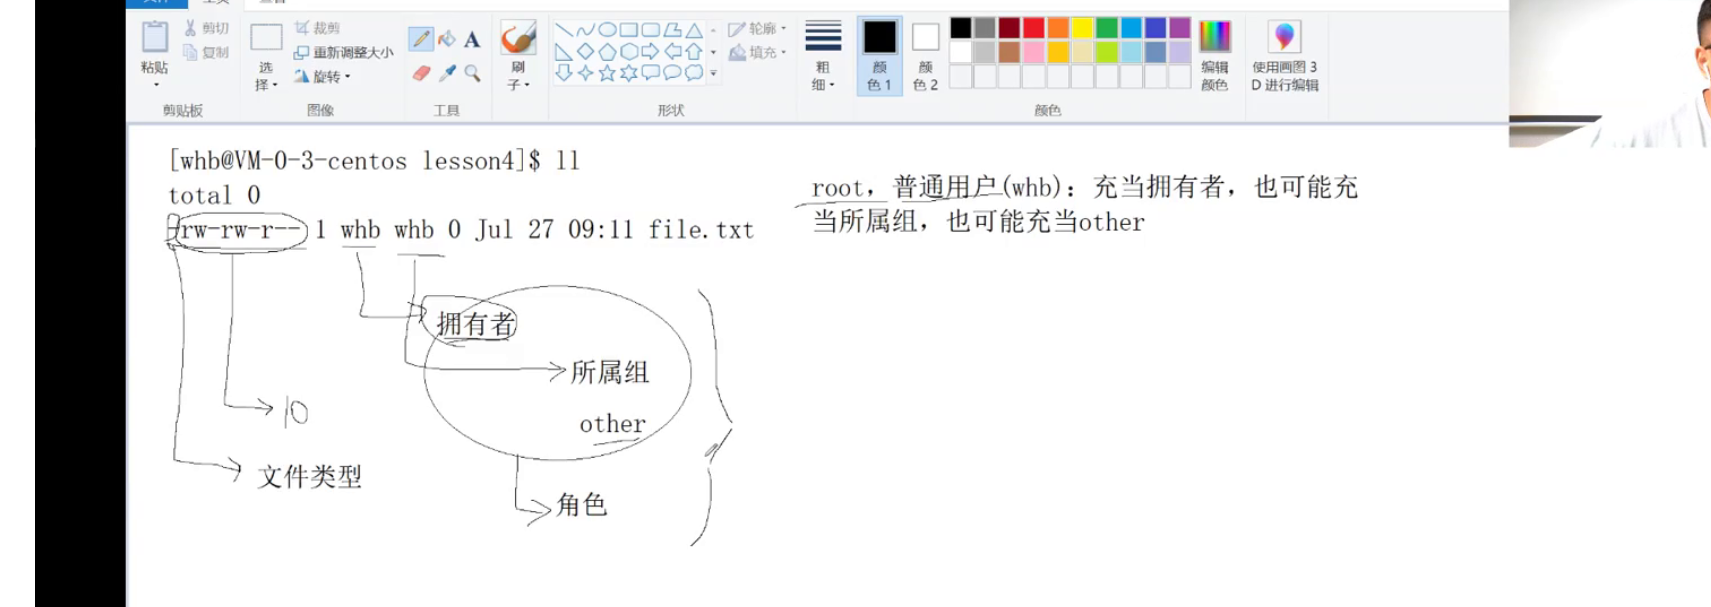 剪切
裁剪
轮廓
复制
重新调整大小
填充
粘贴
选择
旋转
A
刷子
粗细
颜色1
颜色2
编辑颜色
使用画图 3D 进行编辑
剪贴板
图像
工具
形状
颜色
[whb@VM-0-3-centos lesson4]$ ll
total 0
-rw-rw-r-- 1 whb whb 0 Jul 27 09:11 file.txt
root，普通用户(whb)：充当拥有者，也可能充
当所属组，也可能充当other
拥有者
所属组
10
other
文件类型
角色